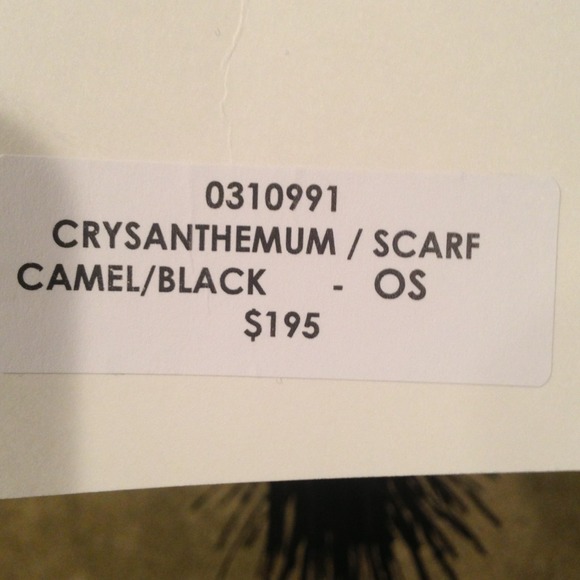 0310991
CRYSANTHEMUM / SCARF
CAMEL/BLACK - OS
$195